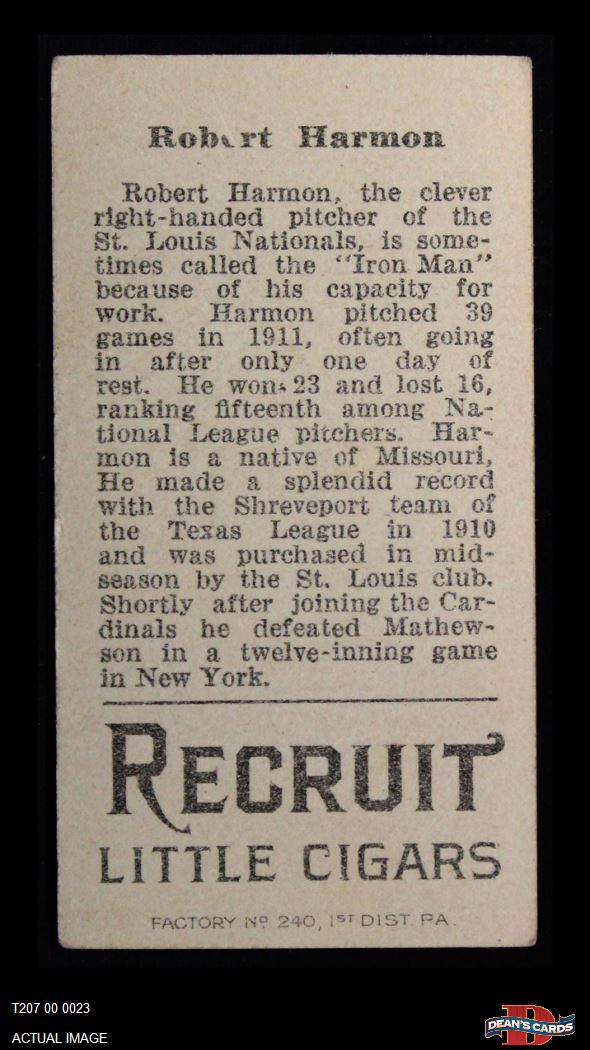 Robert Harmon
Robert Harmon, the clever
right-handed pitcher of the
St. Louis Nationals, is some-
times called the "Iron Man"
because of his capacity for
work. Harmon pitched 39
games in 1911, often going
in after only one day of
rest. He won 23 and lost 16,
ranking fifteenth among Na-
tional League pitchers. Har-
mon is a native of Missouri,
He made a splendid record
with the Shreveport team of
the Texas League in 1910
and was purchased in mid-
season by the St. Louis club.
Shortly after joining the Car-
dinals he defeated Mathew-
son in a twelve-inning game
in New York.
RECRUIT
LITTLE CIGARS
FACTORY Nº 240, 1ST DIST. PA.
T207 00 0023
ACTUAL IMAGE
D
DEAN'S CARDS